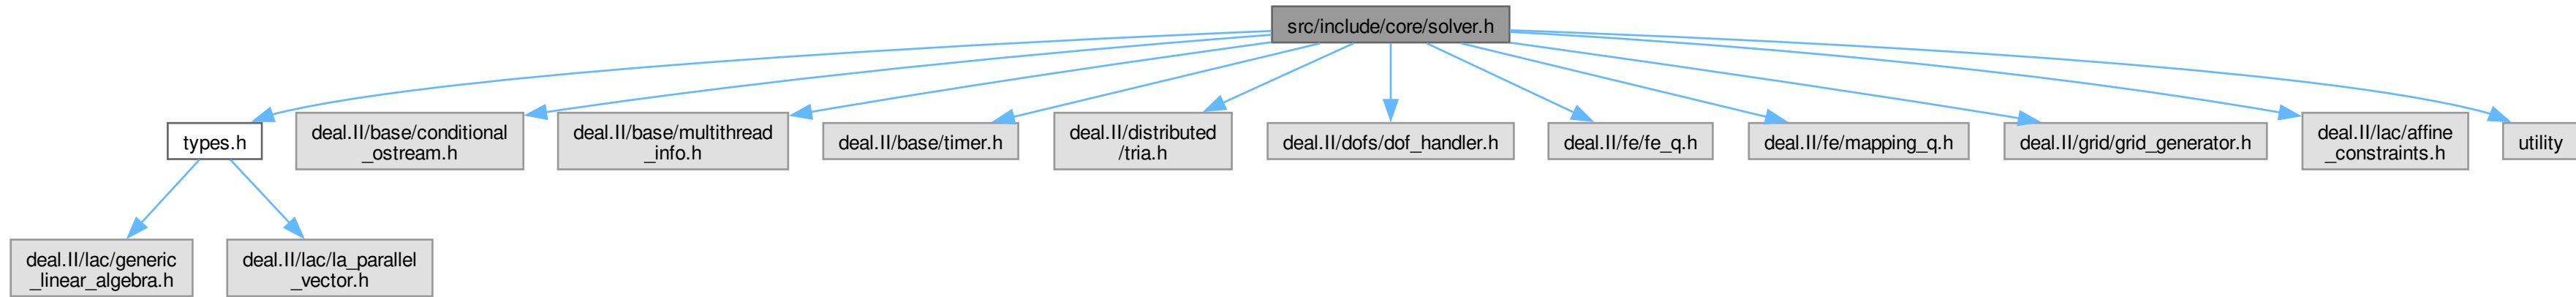 src/include/core/solver.h
types.h
deal.II/base/conditional
_ostream.h
deal.II/base/multithread
_info.h
deal.II/base/timer.h
deal.II/distributed
/tria.h
deal.II/dofs/dof_handler.h
deal.II/fe/fe_q.h
deal.II/fe/mapping_q.h
deal.II/grid/grid_generator.h
deal.II/lac/affine
_constraints.h
utility
deal.II/lac/generic
_linear_algebra.h
deal.II/lac/la_parallel
_vector.h